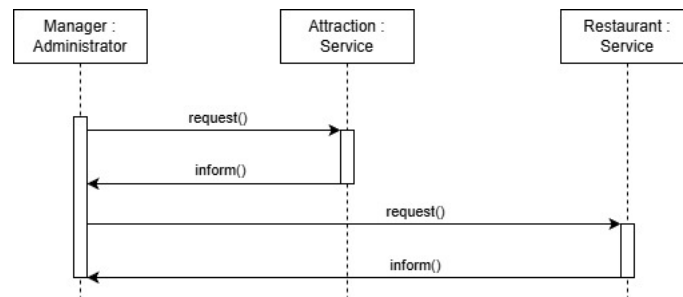 Manager :
Administrator
Attraction :
Service
Restaurant :
Service
request()
inform()
request()
inform()